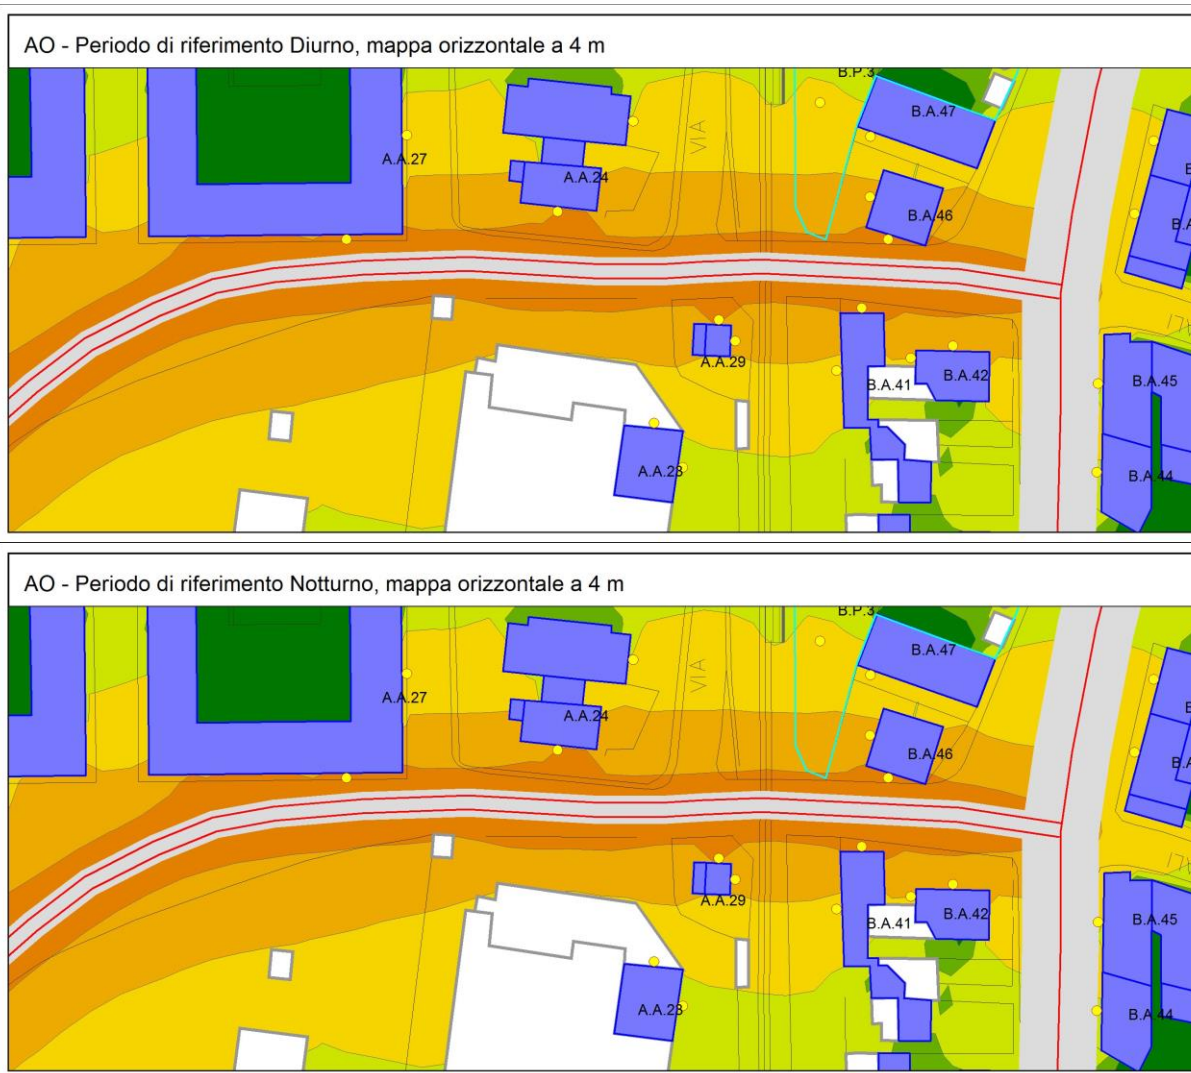 AO - Periodo di riferimento Diurno, mappa orizzontale a 4 m
B.P.3
B.A.47
VIA
A.A.27
A.A.24
B.A.46
A.A.29
B.A.41
B.A.42
B.A.45
A.A.23
B.A.44
AO - Periodo di riferimento Notturno, mappa orizzontale a 4 m
B.P.3
B.A.47
VIA
A.A.27
A.A.24
B.A.46
A.A.29
B.A.41
B.A.42
B.A.45
A.A.23
B.A.44